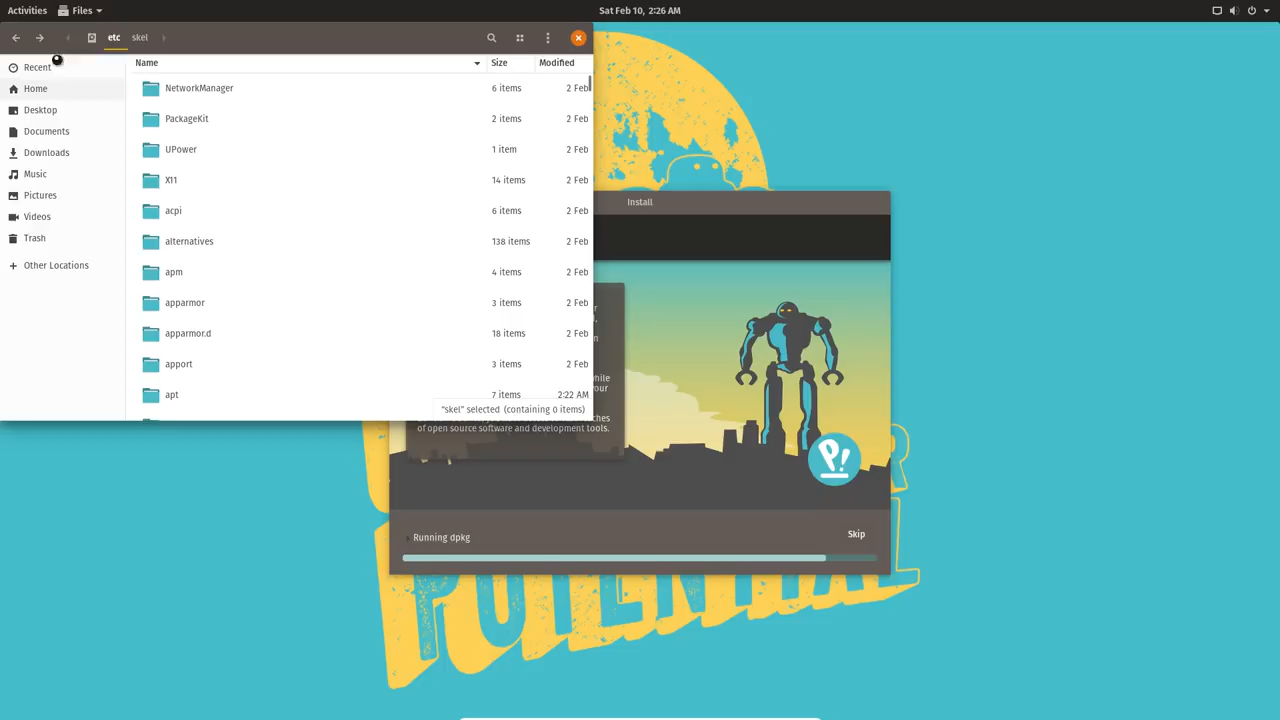 Activities Files Sat Feb 10, 2:26 AM
etc skel
Recent
Home
Desktop
Documents
Downloads
Music
Pictures
Videos
Trash
Other Locations
Name Size Modified
NetworkManager 6 items 2 Feb
PackageKit 2 items 2 Feb
UPower 1 item 2 Feb
X11 14 items 2 Feb
acpi 6 items 2 Feb
alternatives 138 items 2 Feb
apm 4 items 2 Feb
apparmor 3 items 2 Feb
apparmor.d 18 items 2 Feb
apport 3 items 2 Feb
apt 7 items 2:22 AM
"skel" selected (containing 0 items)
Install
of open source software and development tools.
P!
Running dpkg
Skip
POTENTIAL